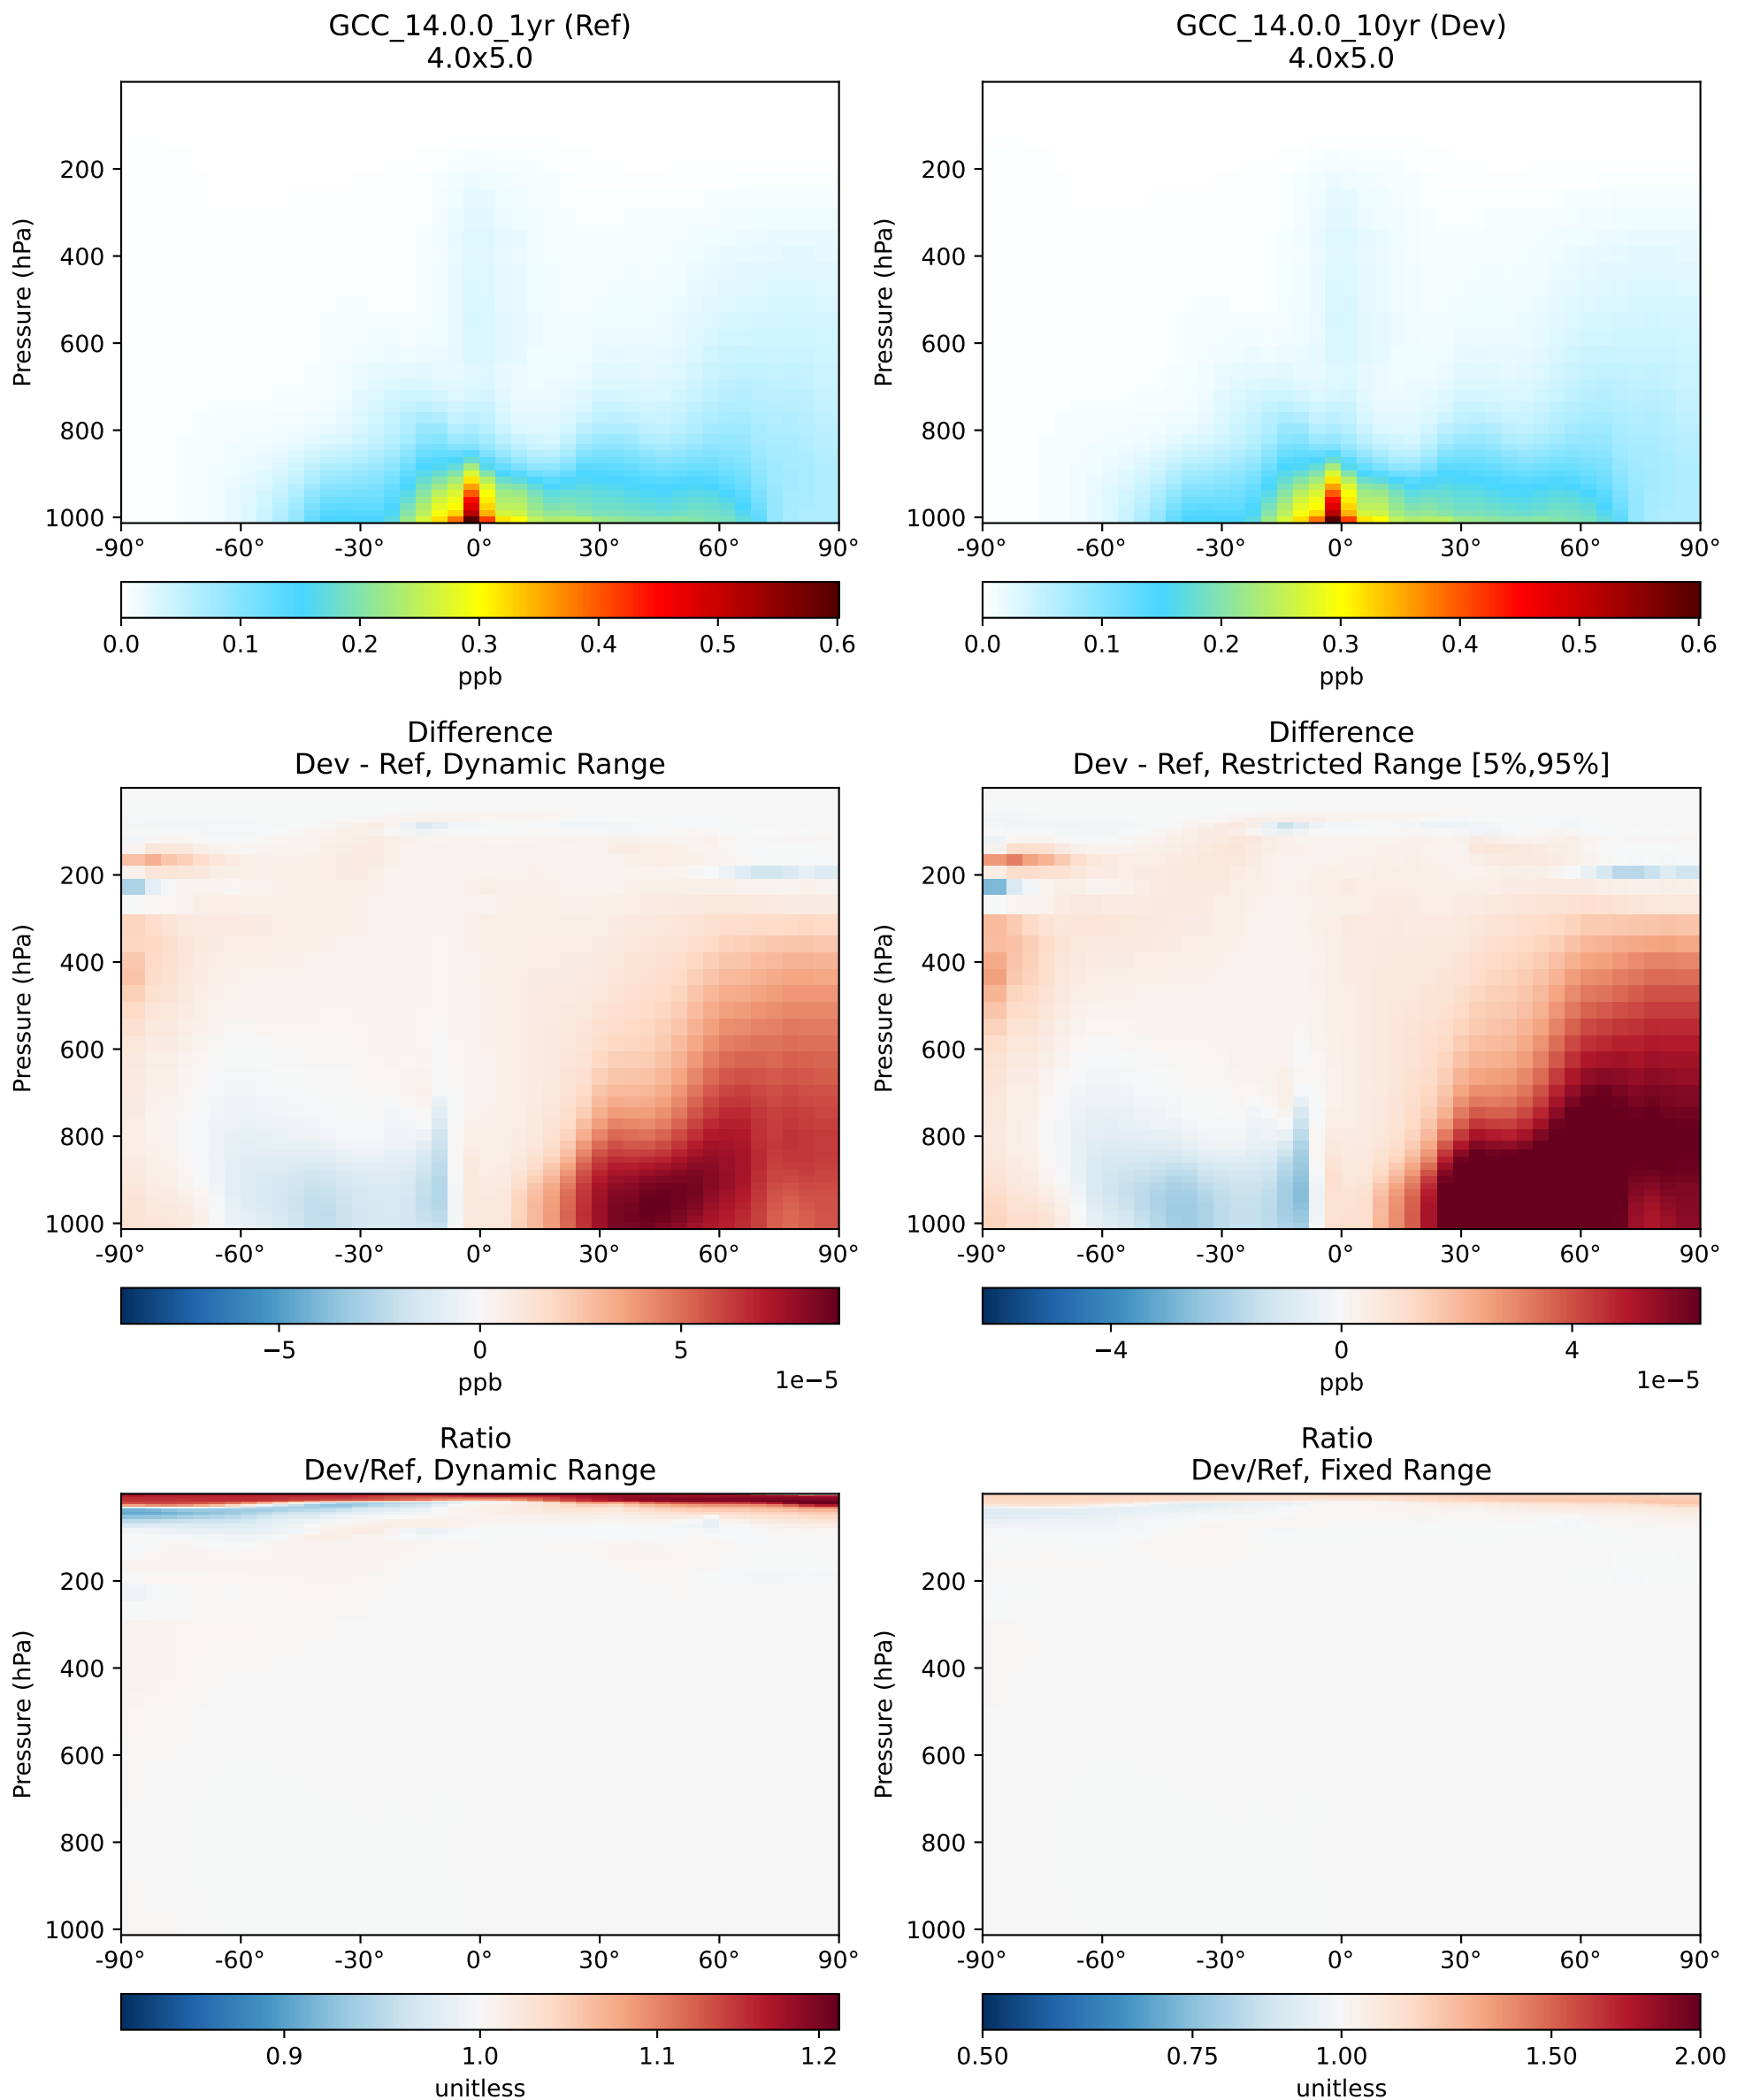 GCC_14.0.0_1yr (Ref)
4.0x5.0
Pressure (hPa)
200
400
600
800
1000
-90° -60° -30° 0° 30° 60° 90°
0.0 0.1 0.2 0.3 0.4 0.5 0.6
ppb
GCC_14.0.0_10yr (Dev)
4.0x5.0
Pressure (hPa)
200
400
600
800
1000
-90° -60° -30° 0° 30° 60° 90°
0.0 0.1 0.2 0.3 0.4 0.5 0.6
ppb
Difference
Dev - Ref, Dynamic Range
Pressure (hPa)
200
400
600
800
1000
-90° -60° -30° 0° 30° 60° 90°
−5 0 5
ppb 1e−5
Difference
Dev - Ref, Restricted Range [5%,95%]
Pressure (hPa)
200
400
600
800
1000
-90° -60° -30° 0° 30° 60° 90°
−4 0 4
ppb 1e−5
Ratio
Dev/Ref, Dynamic Range
Pressure (hPa)
200
400
600
800
1000
-90° -60° -30° 0° 30° 60° 90°
0.9 1.0 1.1 1.2
unitless
Ratio
Dev/Ref, Fixed Range
Pressure (hPa)
200
400
600
800
1000
-90° -60° -30° 0° 30° 60° 90°
0.50 0.75 1.00 1.50 2.00
unitless